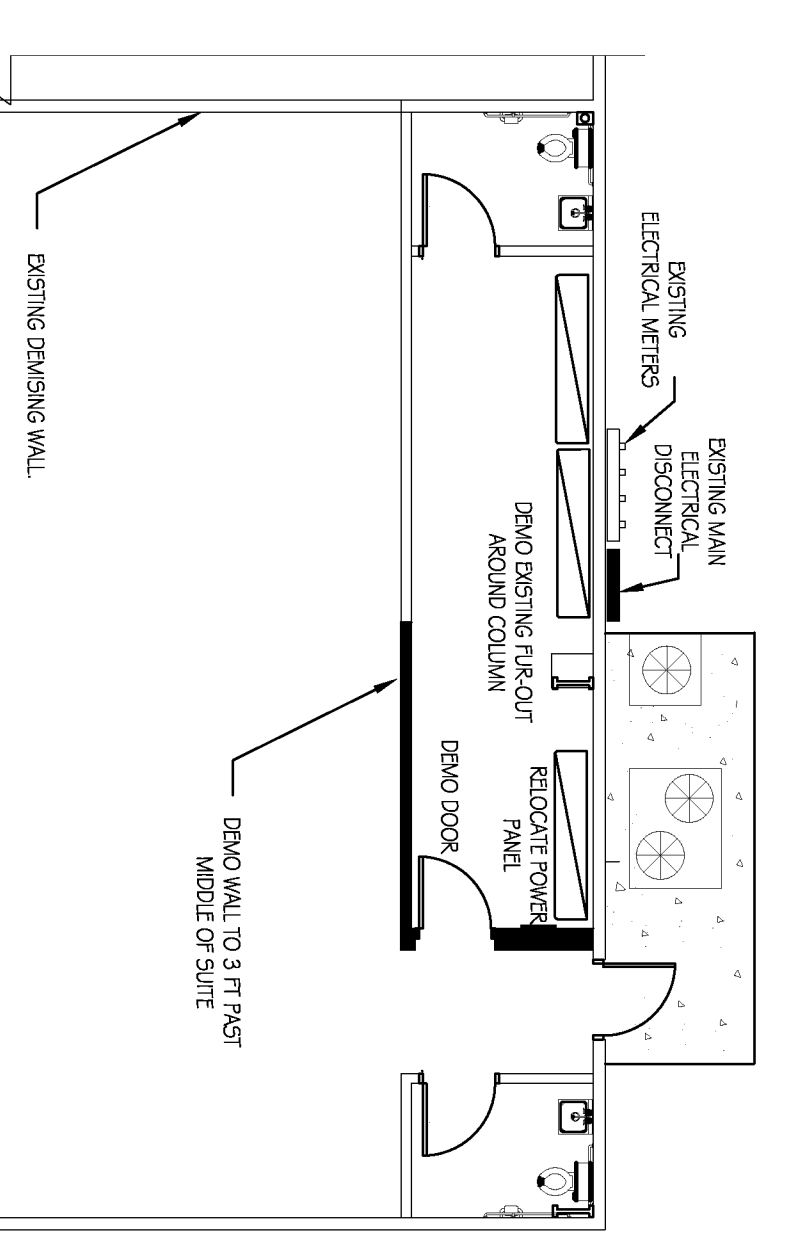 EXISTING
ELECTRICAL METERS
EXISTING MAIN
ELECTRICAL
DISCONNECT
DEMO EXISTING FUR-OUT
AROUND COLUMN
RELOCATE POWER
PANEL
DEMO DOOR
EXISTING DEMISING WALL.
DEMO WALL TO 3 FT PAST
MIDDLE OF SUITE